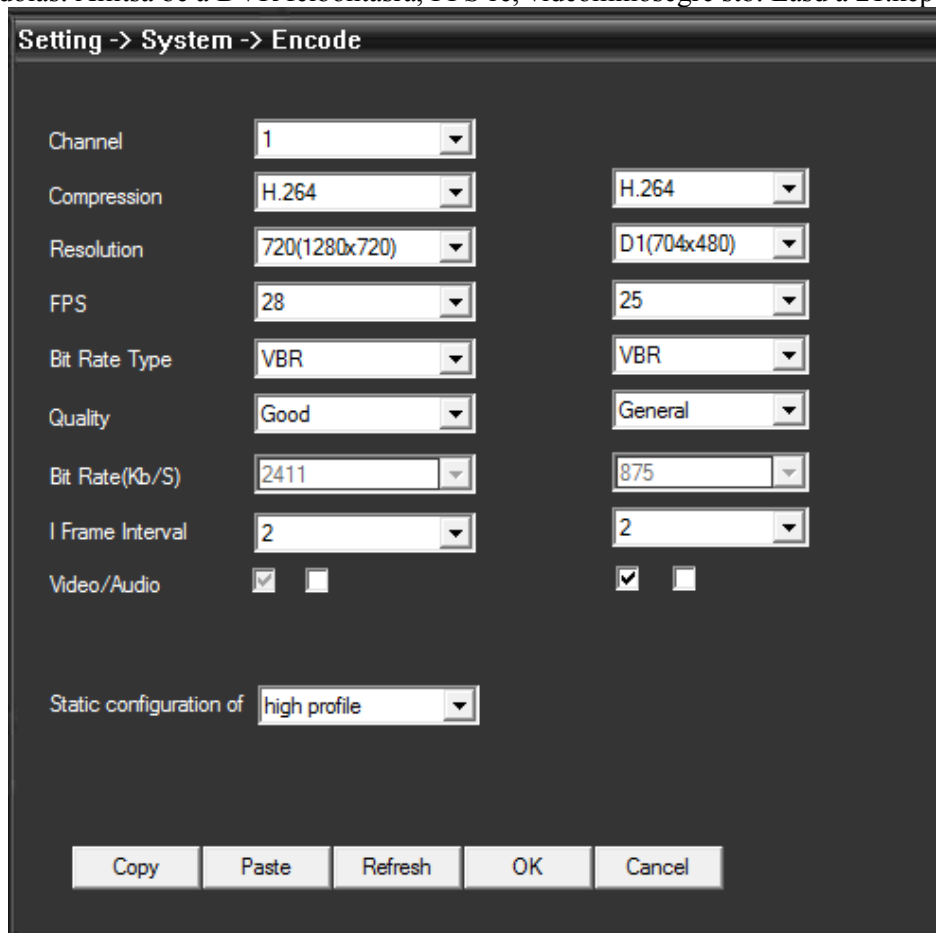 Setting -> System -> Encode
Channel 1
Compression H.264 H.264
Resolution 720(1280x720) D1(704x480)
FPS 28 25
Bit Rate Type VBR VBR
Quality Good General
Bit Rate(Kb/S) 2411 875
I Frame Interval 2 2
Video/Audio
Static configuration of high profile
Copy Paste Refresh OK Cancel